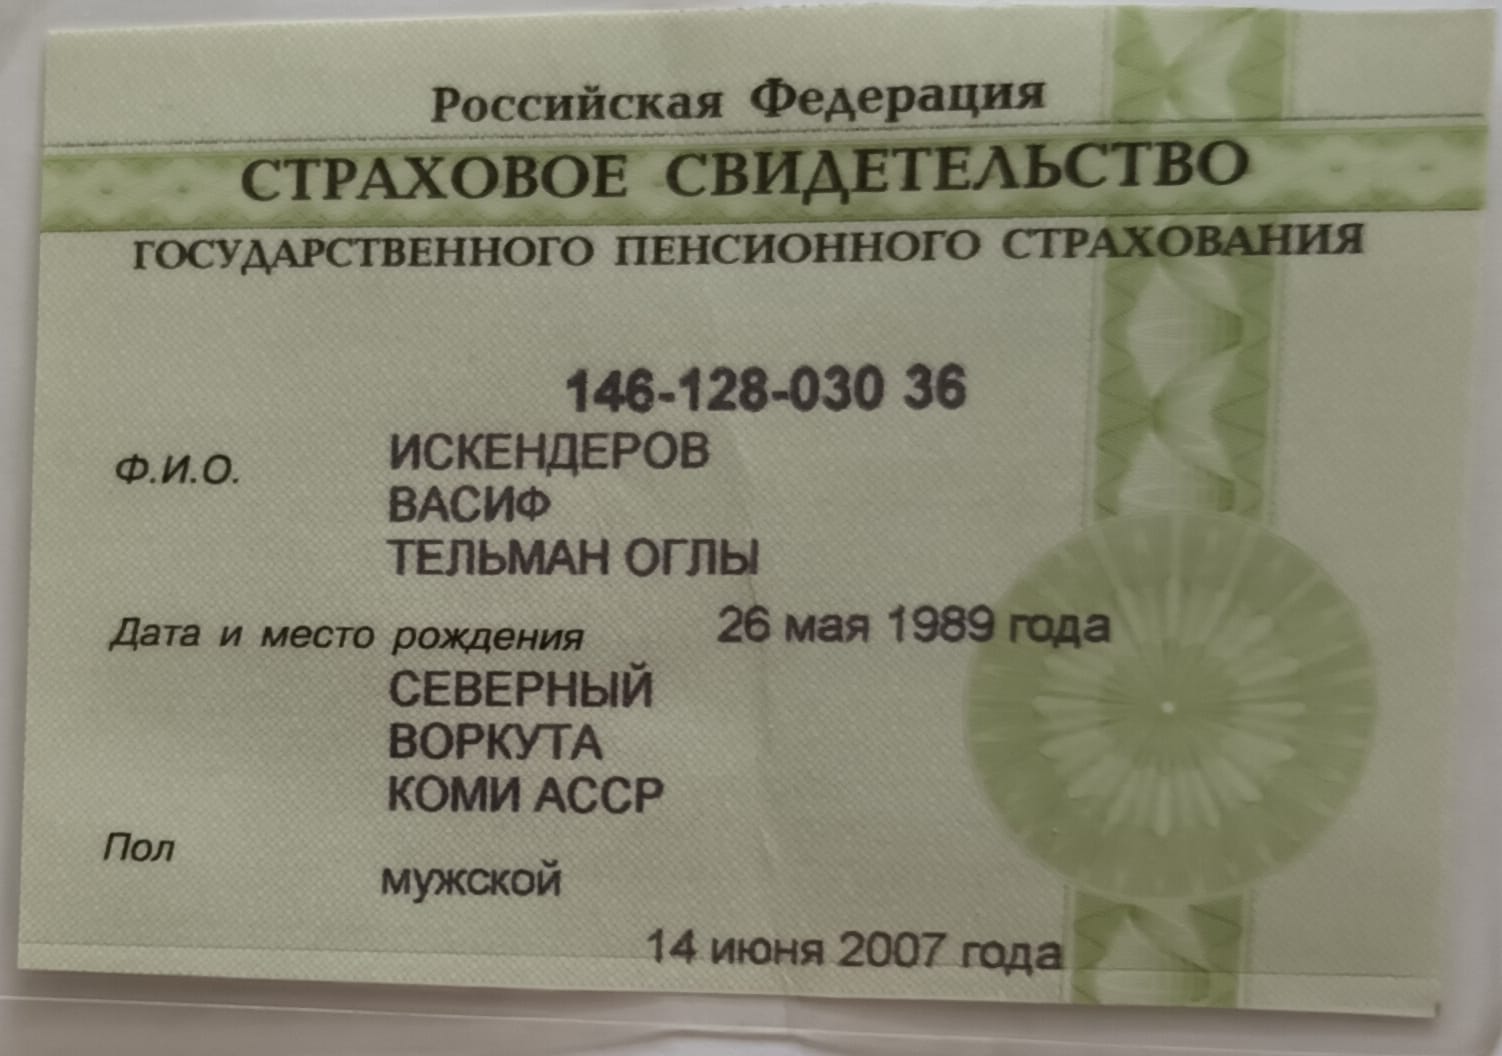 Российская Федерация
СТРАХОВОЕ СВИДЕТЕЛЬСТВО
ГОСУДАРСТВЕННОГО ПЕНСИОННОГО СТРАХОВАНИЯ
146-128-030 36
Ф.И.О. ИСКЕНДЕРОВ
ВАСИФ
ТЕЛЬМАН ОГЛЫ
Дата и место рождения 26 мая 1989 года
СЕВЕРНЫЙ
ВОРКУТА
КОМИ АССР
Пол мужской
14 июня 2007 года